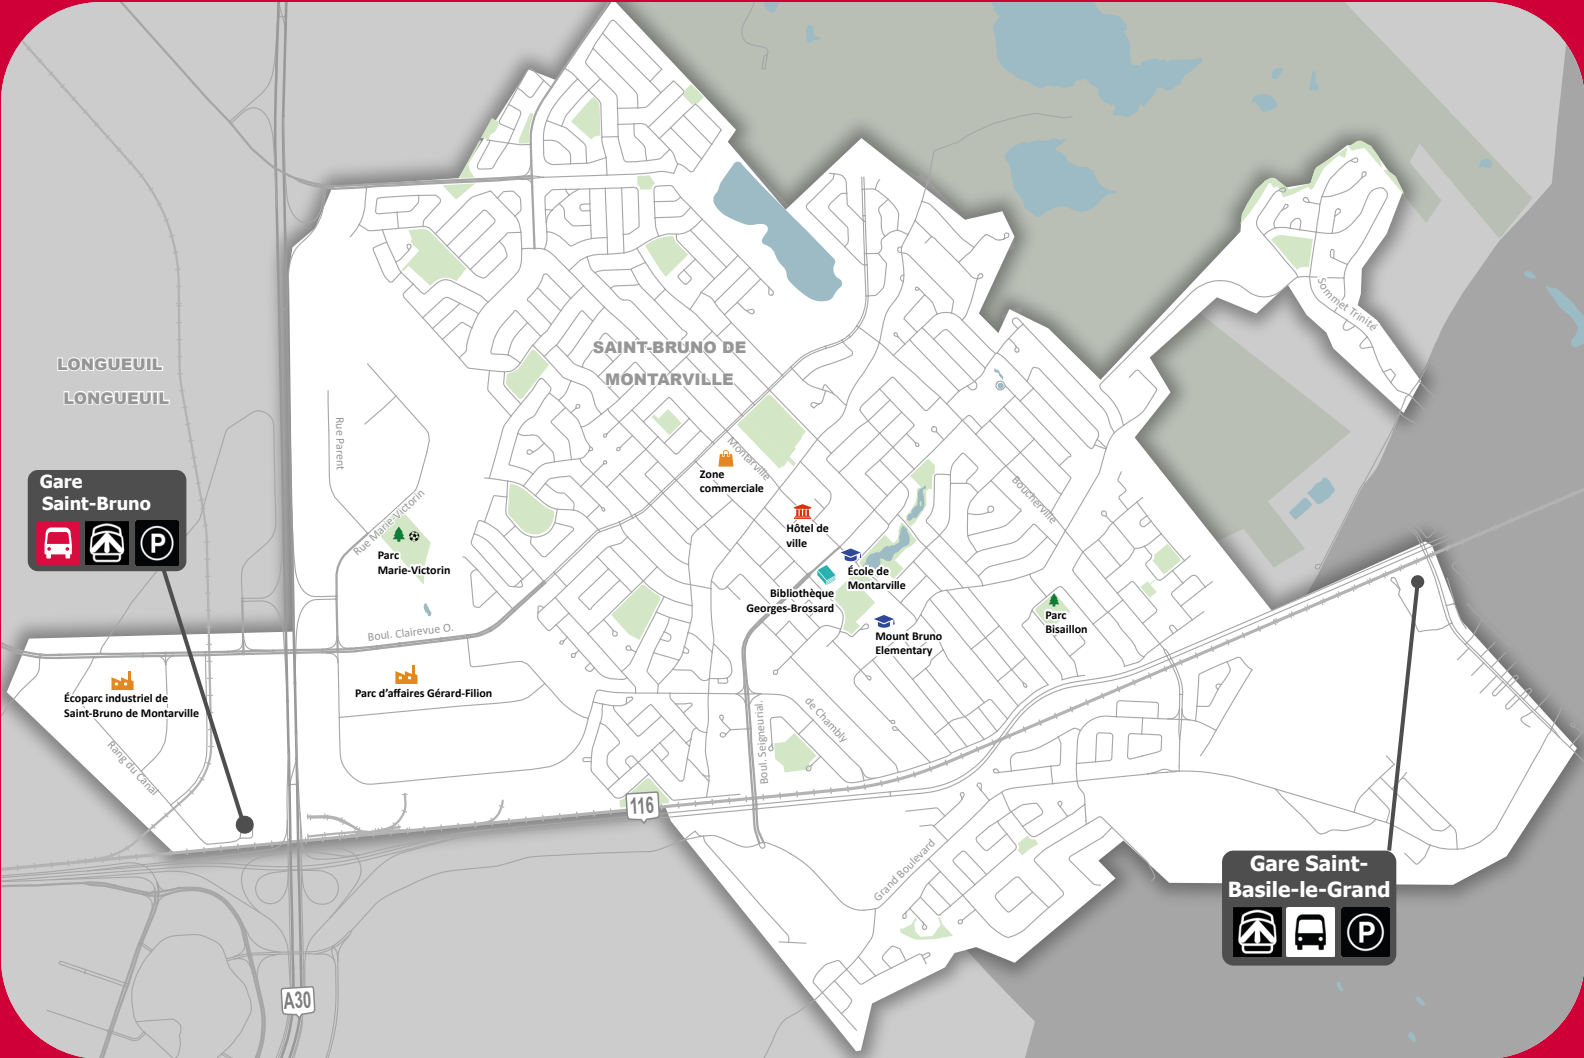 SAINT-BRUNO DE
MONTARVILLE
LONGUEUIL
LONGUEUIL
Sommet Trinité
Rue Parent
Montarville
Zone
commerciale
Gare
Saint-Bruno
P
Rue Marie-Victorin
Parc
Marie-Victorin
Boucherville
Hôtel de
ville
École de
Montarville
Bibliothèque
Georges-Brossard
Parc
Bisaillon
Mount Bruno
Elementary
Boul. Clairevue O.
Écoparc industriel de
Saint-Bruno de Montarville
Parc d'affaires Gérard-Filion
Rang du Canal
Boul. Seigneurial.
de Chambly
116
Grand Boulevard
Gare Saint-
Basile-le-Grand
P
A30